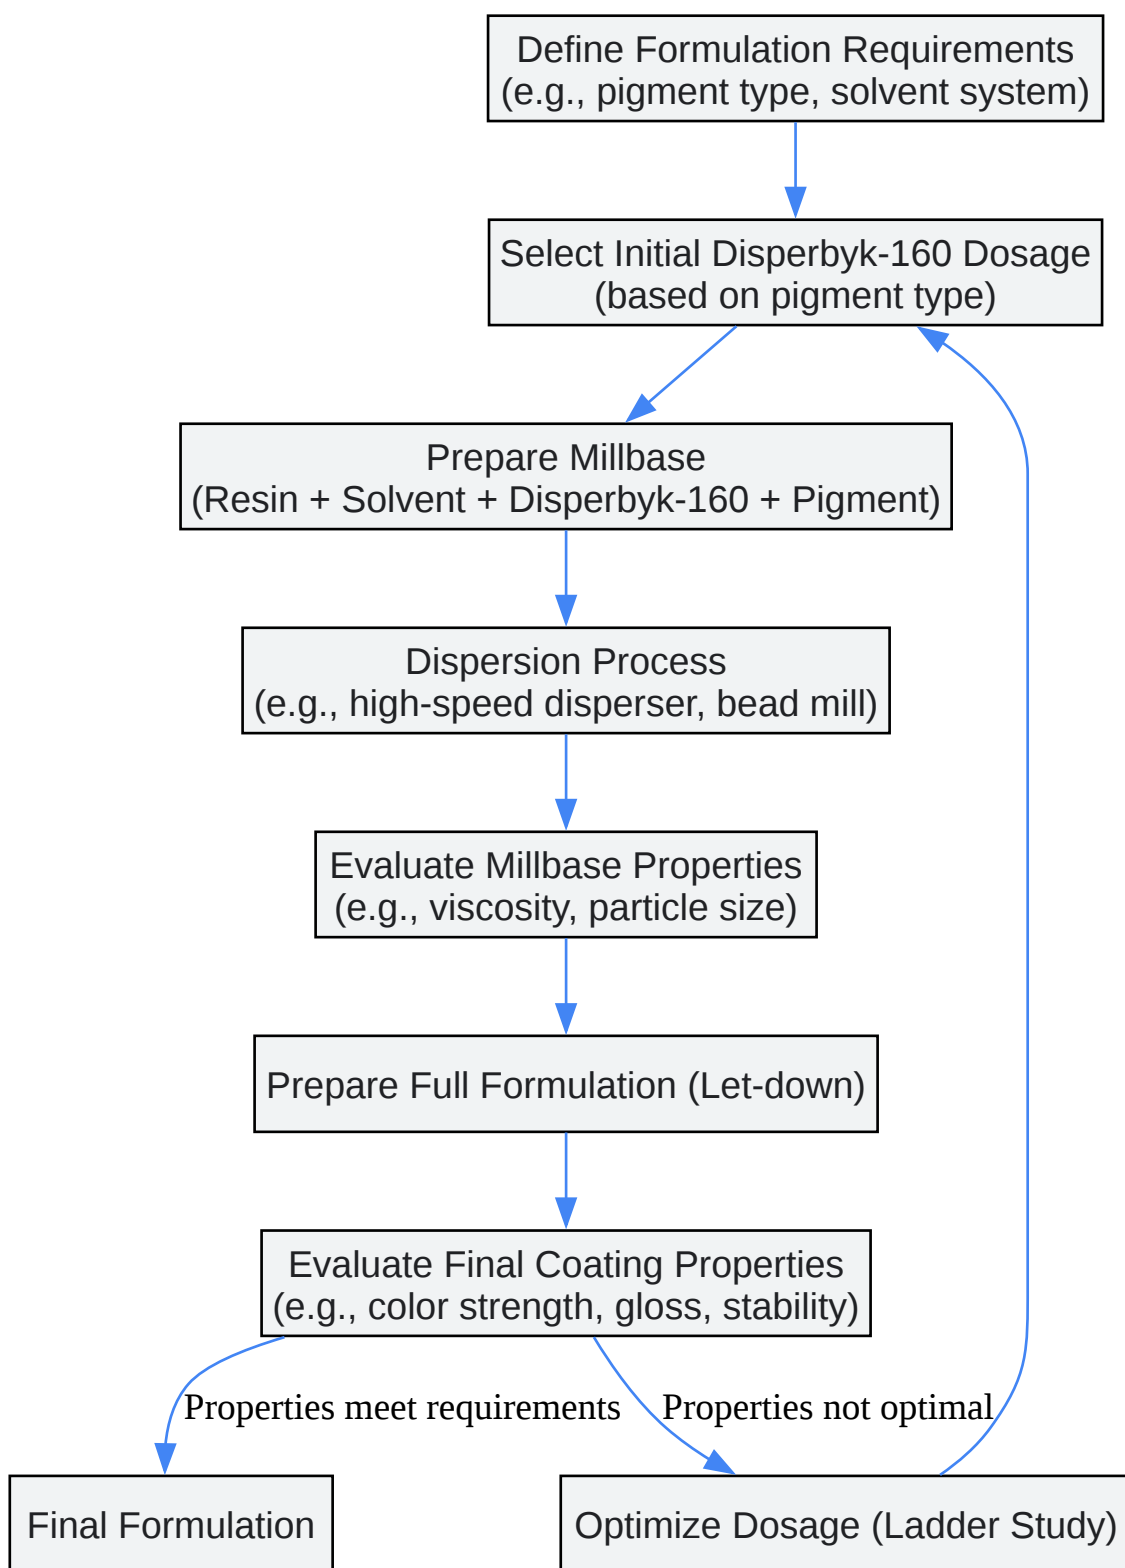 Define Formulation Requirements
(e.g., pigment type, solvent system)
Select Initial Disperbyk-160 Dosage
(based on pigment type)
Prepare Millbase
(Resin + Solvent + Disperbyk-160 + Pigment)
Dispersion Process
(e.g., high-speed disperser, bead mill)
Evaluate Millbase Properties
(e.g., viscosity, particle size)
Prepare Full Formulation (Let-down)
Evaluate Final Coating Properties
(e.g., color strength, gloss, stability)
Properties meet requirements
Properties not optimal
Final Formulation
Optimize Dosage (Ladder Study)